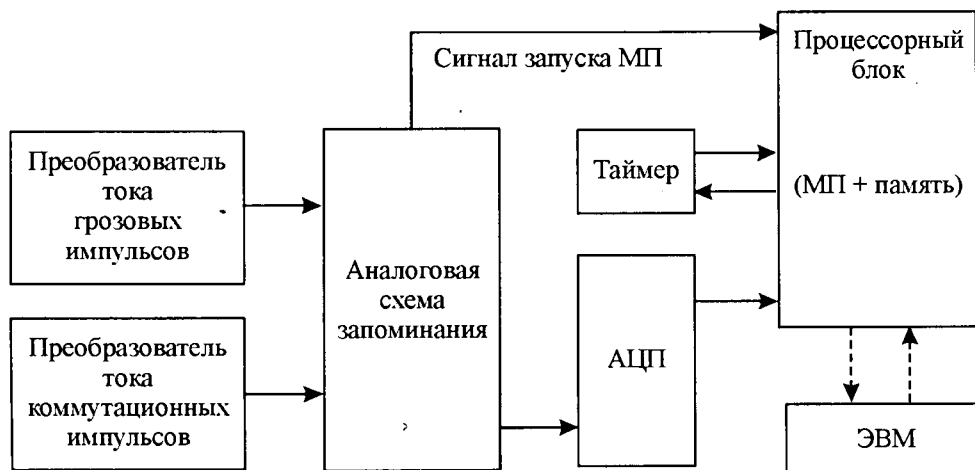 Сигнал запуска МП
Процессорный
блок
(МП + память)
Преобразователь
тока
грозовых
импульсов
Таймер
Аналоговая
схема
запоминания
Преобразователь
тока
коммутационных
импульсов
АЦП
ЭВМ